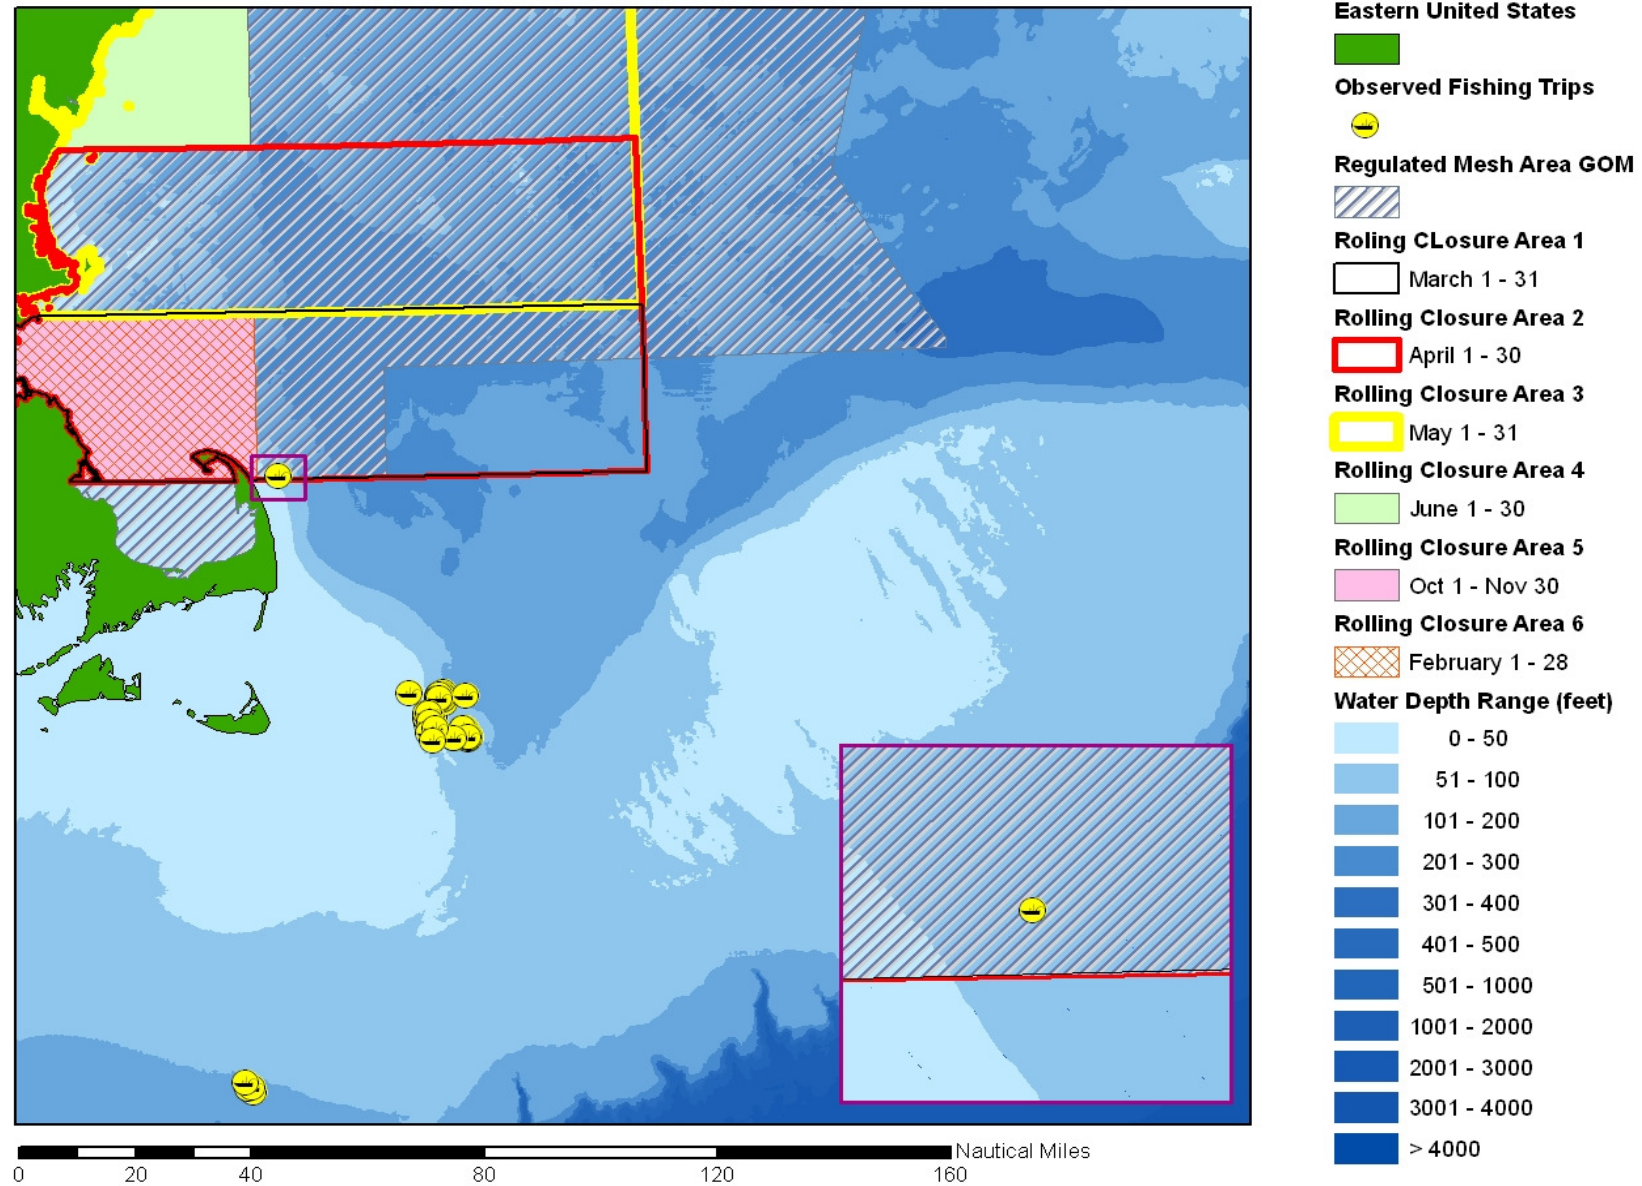 Eastern United States
Observed Fishing Trips
Regulated Mesh Area GOM
Roling CLosure Area 1
March 1 - 31
Rolling Closure Area 2
April 1 - 30
Rolling Closure Area 3
May 1 - 31
Rolling Closure Area 4
June 1 - 30
Rolling Closure Area 5
Oct 1 - Nov 30
Rolling Closure Area 6
February 1 - 28
Water Depth Range (feet)
0 - 50
51 - 100
101 - 200
201 - 300
301 - 400
401 - 500
501 - 1000
1001 - 2000
2001 - 3000
3001 - 4000
> 4000
Nautical Miles
0 20 40 80 120 160